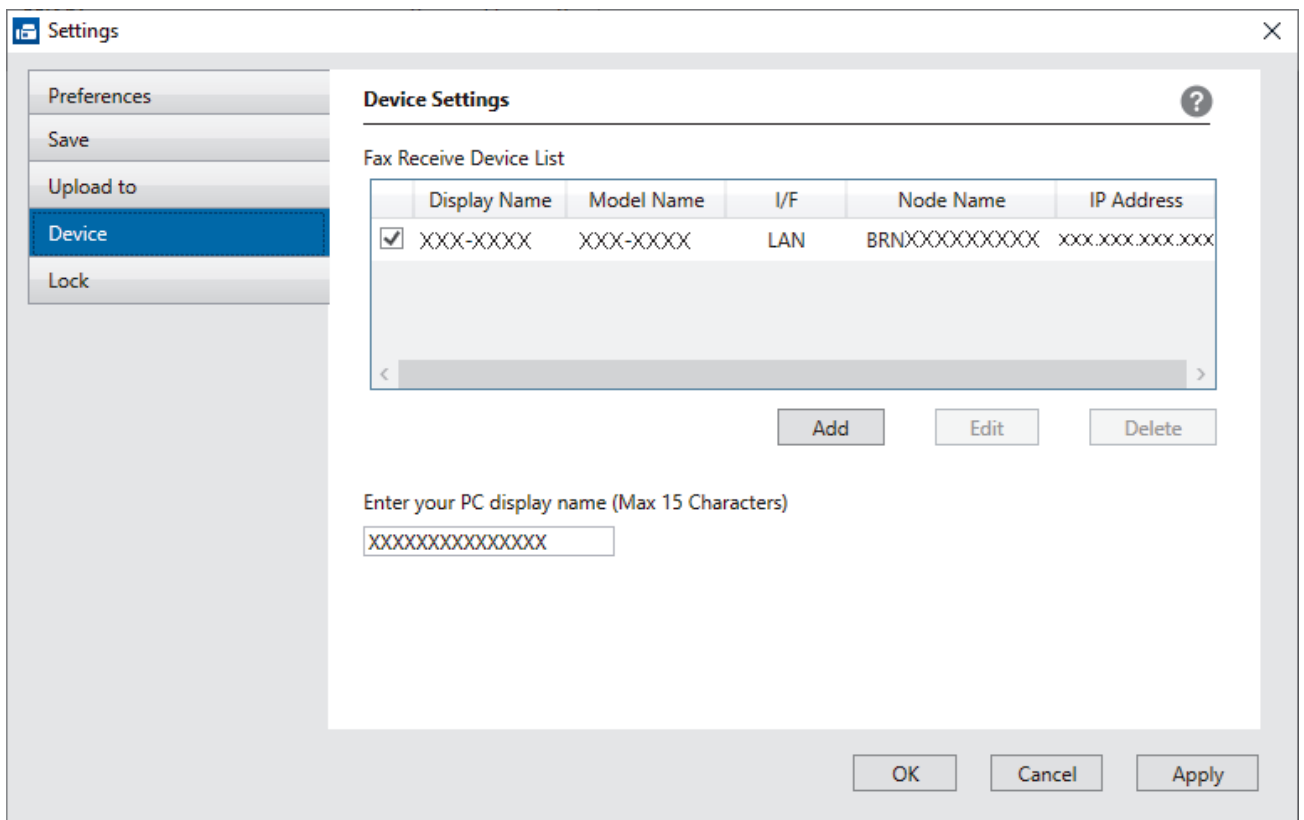 Settings
Preferences
Save
Upload to
Device
Lock
Device Settings
?
Fax Receive Device List
Display Name Model Name I/F Node Name IP Address
XXX-XXXX XXX-XXXX LAN BRNXXXXXXXXXX XXX.XXX.XXX.XXX
Add Edit Delete
Enter your PC display name (Max 15 Characters)
XXXXXXXXXXXXXXX
OK Cancel Apply